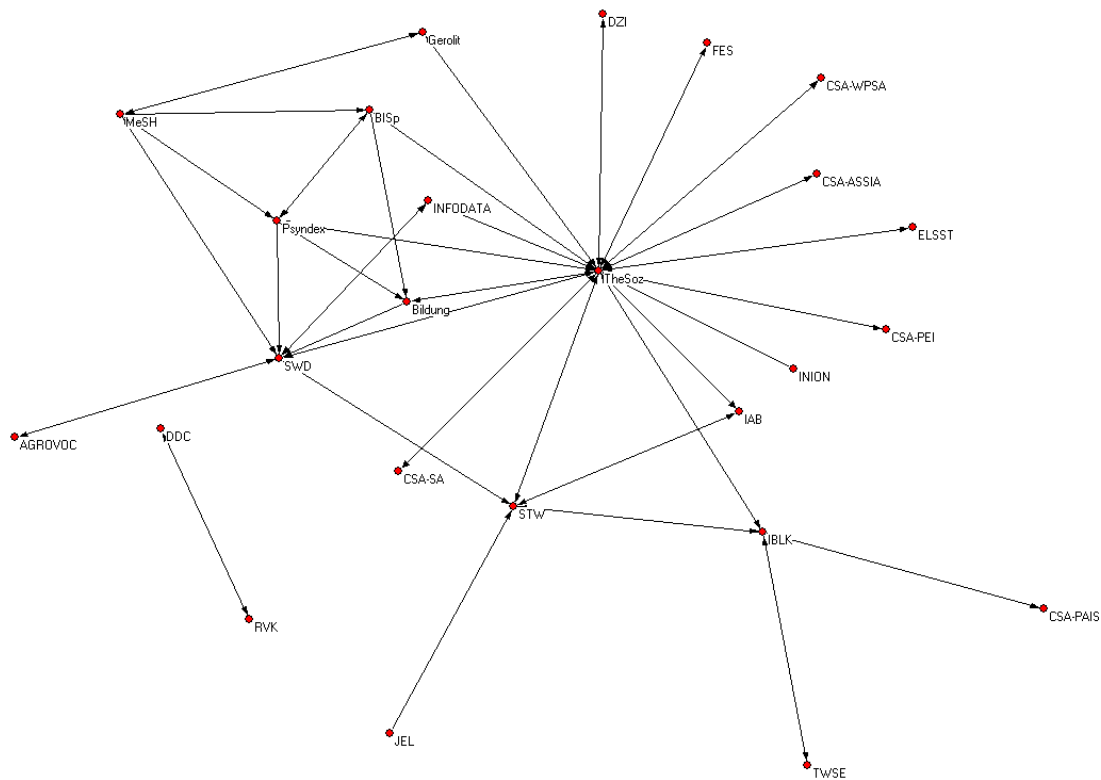 DZI
Gerolit
FES
CSA-WPSA
MeSH
BISp
CSA-ASSIA
INFODATA
Psyndex
ELSST
TheSoz
Bildung
CSA-PEI
SWD
INION
IAB
DDC
AGROVOC
CSA-SA
STW
IBLK
CSA-PAIS
RVK
JEL
TWSE